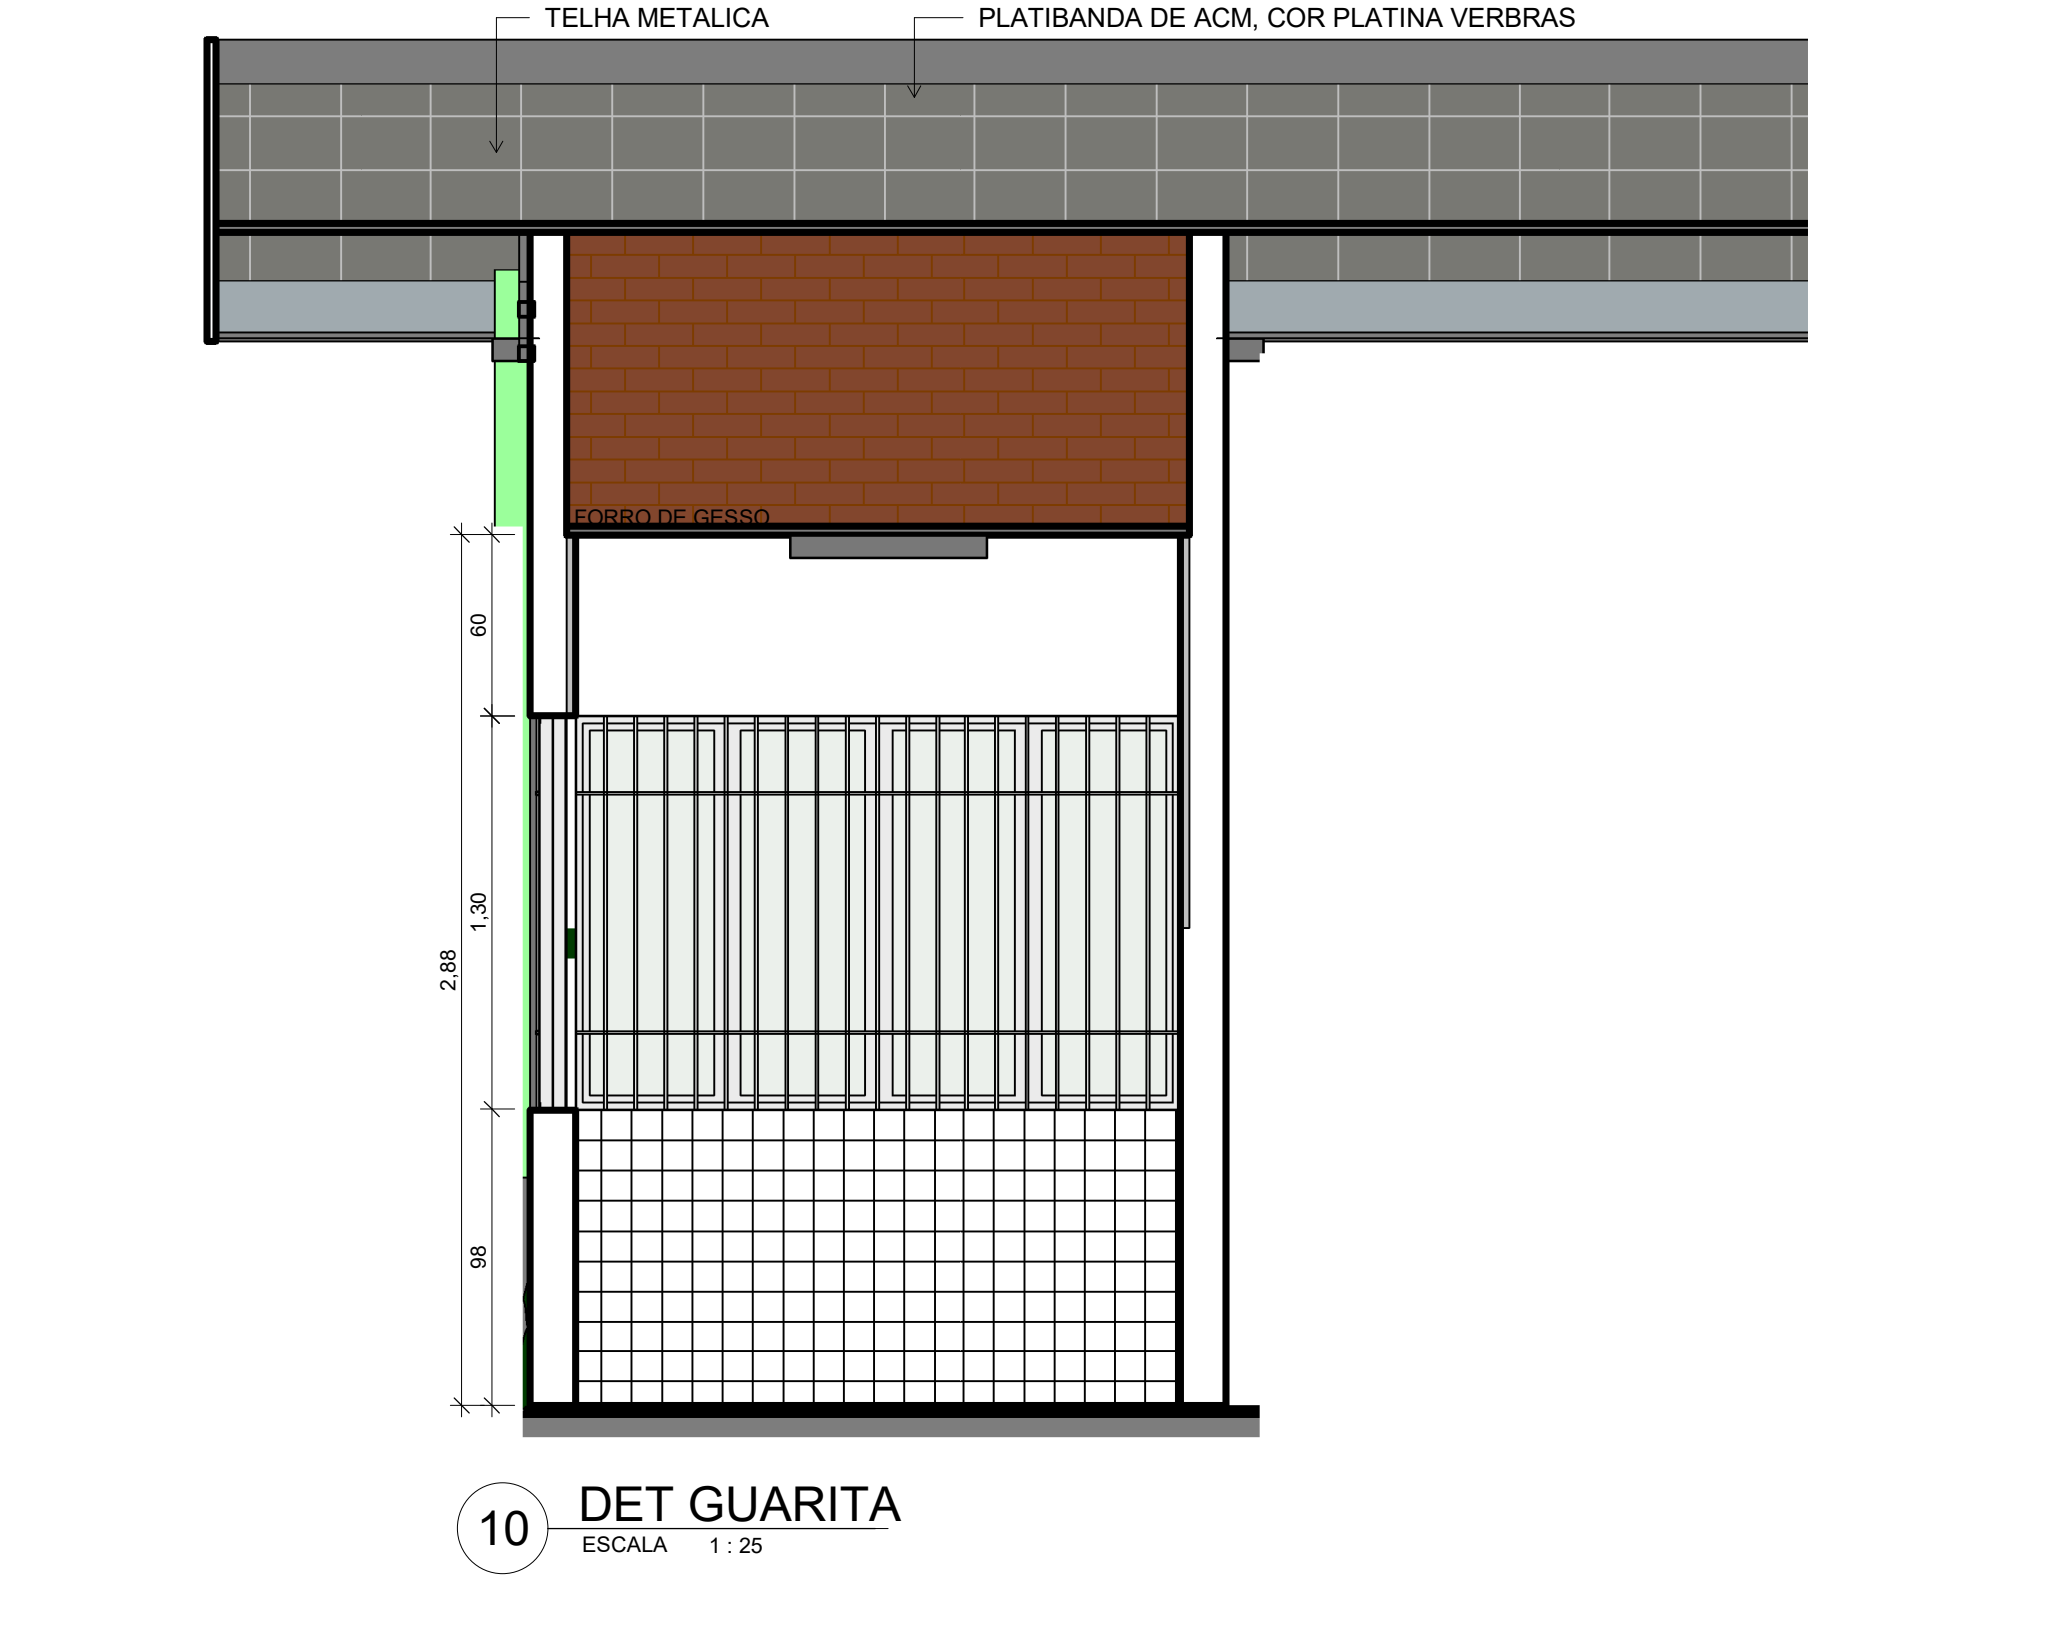 TELHA METALICA
PLATIBANDA DE ACM, COR PLATINA VERBRAS
FORRO DE GESSO
60
1,30
2,88
98
10
DET GUARITA
ESCALA 1 : 25